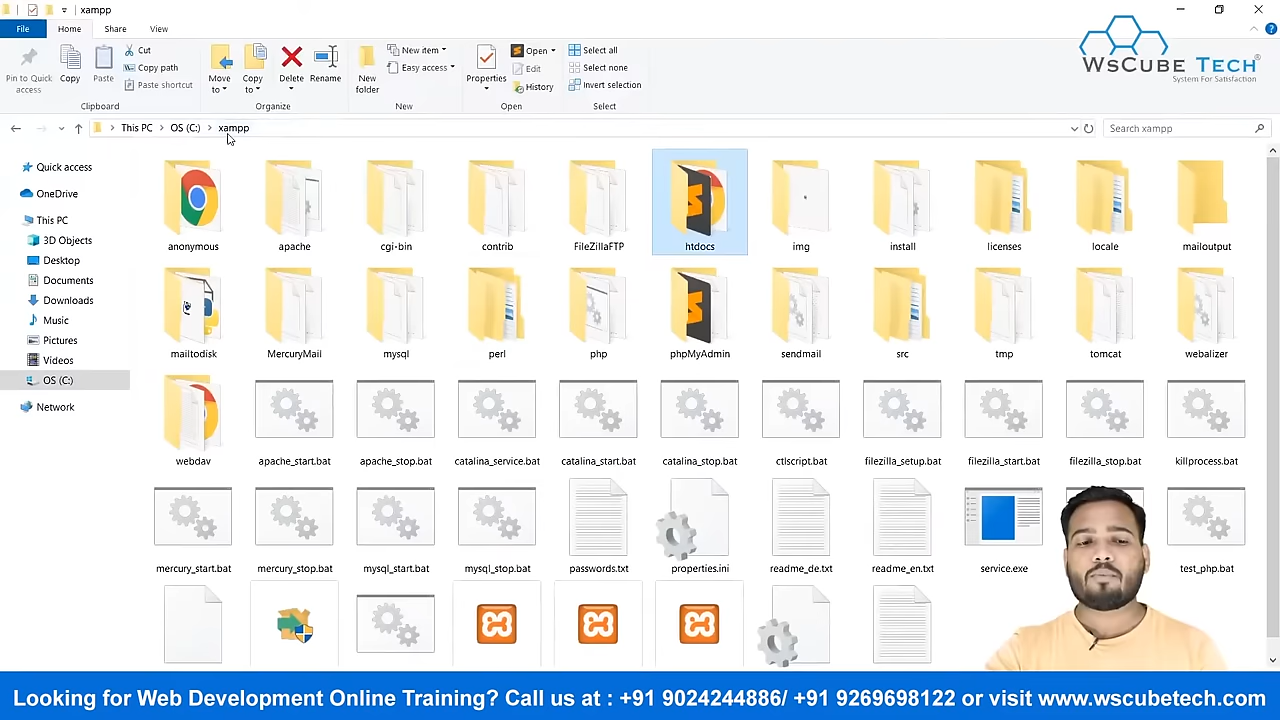 xampp
File Home Share View
Pin to Quick access
Copy
Paste
Cut
Copy path
Paste shortcut
Clipboard
Move to
Copy to
Delete
Rename
Organize
New folder
New item
Easy access
New
Properties
Open
Edit
History
Open
Select all
Select none
Invert selection
Select
WsCube Tech
System For Satisfaction
This PC OS (C:) xampp
Search xampp
Quick access
OneDrive
This PC
3D Objects
Desktop
Documents
Downloads
Music
Pictures
Videos
OS (C:)
Network
anonymous apache cgi-bin contrib FileZillaFTP htdocs img install licenses locale mailoutput
mailtodisk MercuryMail mysql perl php phpMyAdmin sendmail src tmp tomcat webalizer
webdav apache_start.bat apache_stop.bat catalina_service.bat catalina_start.bat catalina_stop.bat ctlscript.bat filezilla_setup.bat filezilla_start.bat filezilla_stop.bat killprocess.bat
mercury_start.bat mercury_stop.bat mysql_start.bat mysql_stop.bat passwords.txt properties.ini readme_de.txt readme_en.txt service.exe test_php.bat
Looking for Web Development Online Training? Call us at : +91 9024244886/ +91 9269698122 or visit www.wscubetech.com